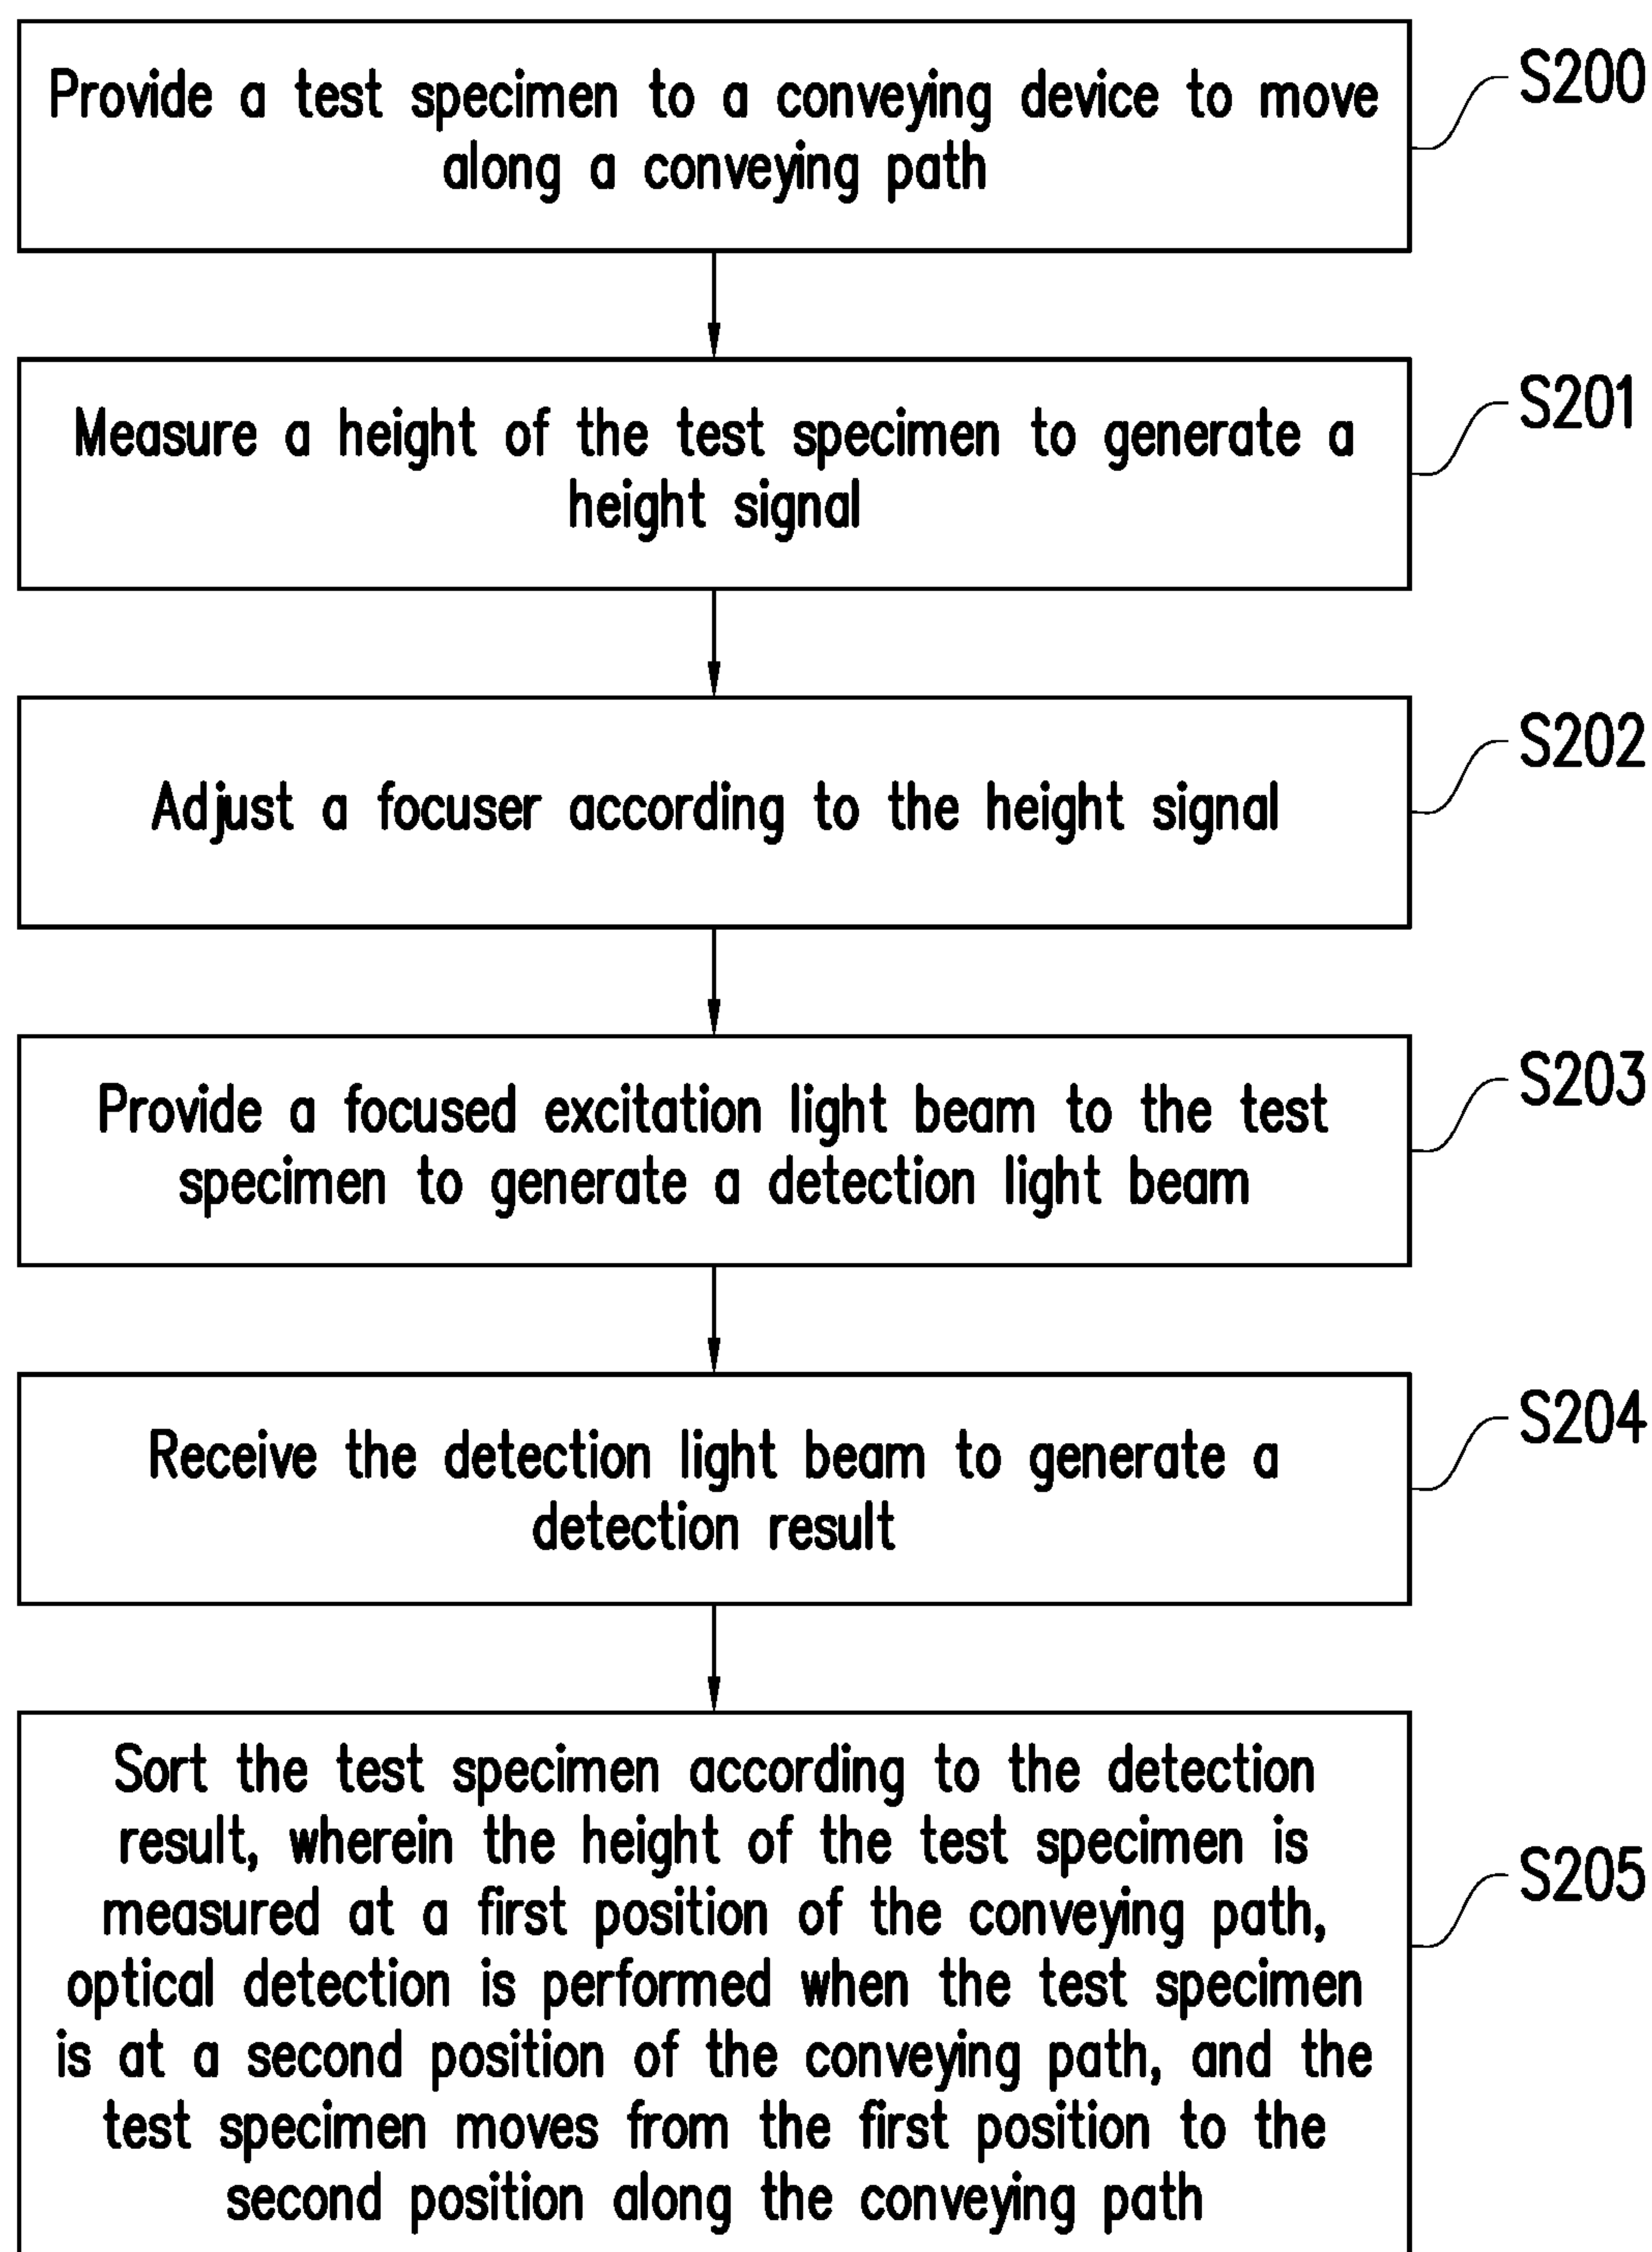 Provide a test specimen to a conveying device to move
along a conveying path
S200
Measure a height of the test specimen to generate a
height signal
S201
Adjust a focuser according to the height signal
S202
Provide a focused excitation light beam to the test
specimen to generate a detection light beam
S203
Receive the detection light beam to generate a
detection result
S204
Sort the test specimen according to the detection
result, wherein the height of the test specimen is
measured at a first position of the conveying path,
optical detection is performed when the test specimen
is at a second position of the conveying path, and the
test specimen moves from the first position to the
second position along the conveying path
S205